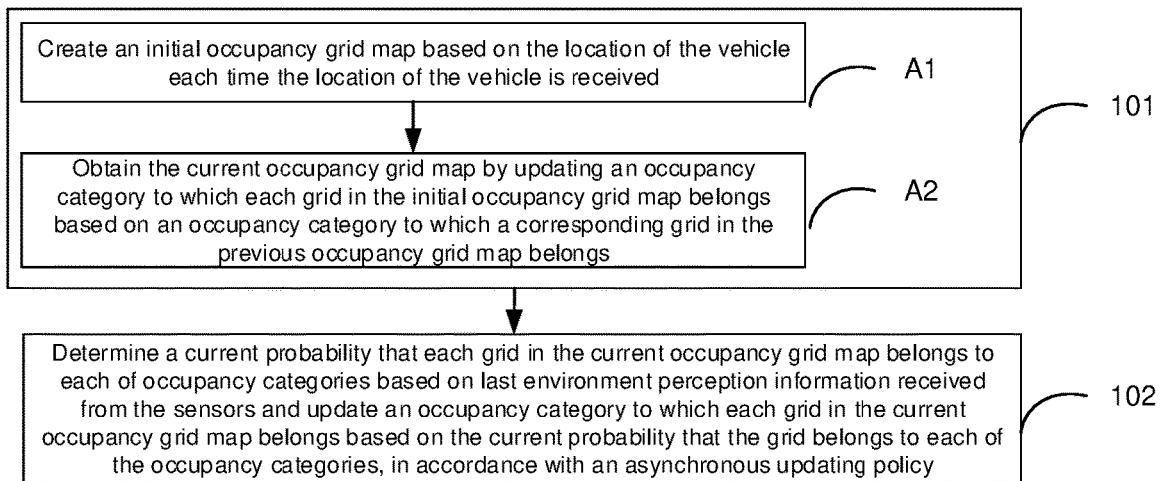 Create an initial occupancy grid map based on the location of the vehicle
each time the location of the vehicle is received
A1
101
Obtain the current occupancy grid map by updating an occupancy
category to which each grid in the initial occupancy grid map belongs
based on an occupancy category to which a corresponding grid in the
previous occupancy grid map belongs
A2
Determine a current probability that each grid in the current occupancy grid map belongs to
each of occupancy categories based on last environment perception information received
from the sensors and update an occupancy category to which each grid in the current
occupancy grid map belongs based on the current probability that the grid belongs to each of
the occupancy categories, in accordance with an asynchronous updating policy
102